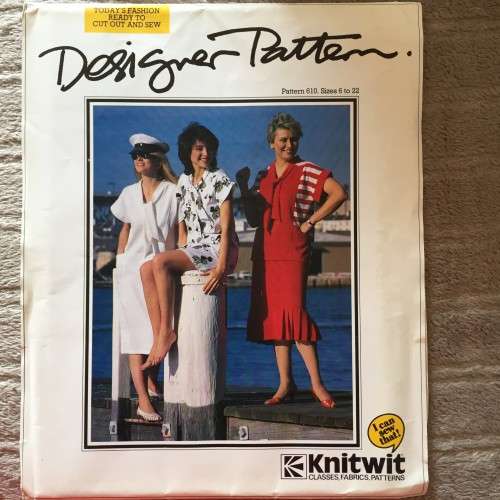 TODAY'S FASHION
READY TO
CUT OUT AND SEW
Designer Pattern.
Pattern 610. Sizes 6 to 22
I can
sew
that!
Knitwit
CLASSES, FABRICS, PATTERNS